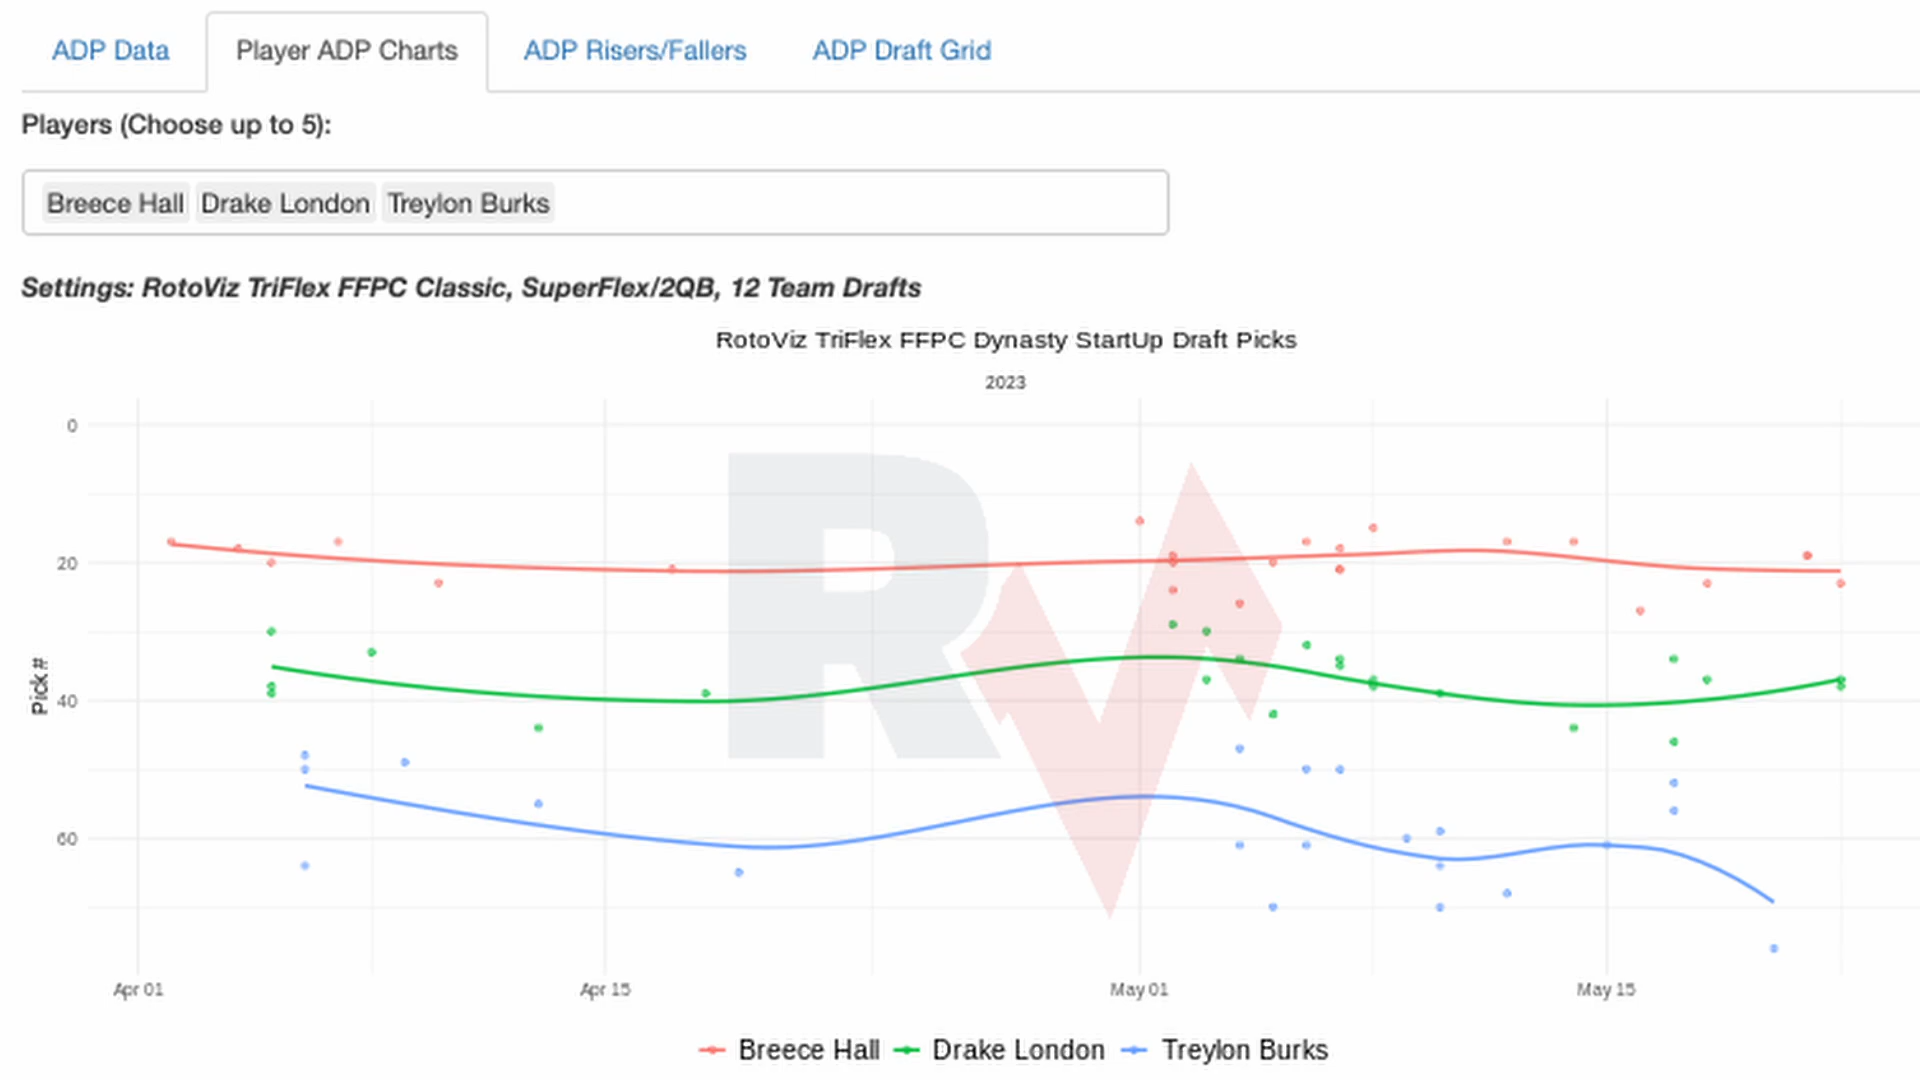 ADP Data Player ADP Charts ADP Risers/Fallers ADP Draft Grid
Players (Choose up to 5):
Breece Hall Drake London Treylon Burks
Settings: RotoViz TriFlex FFPC Classic, SuperFlex/2QB, 12 Team Drafts
RotoViz TriFlex FFPC Dynasty StartUp Draft Picks
2023
0
20
40
60
Pick #
RV
Apr 01 Apr 15 May 01 May 15
Breece Hall Drake London Treylon Burks